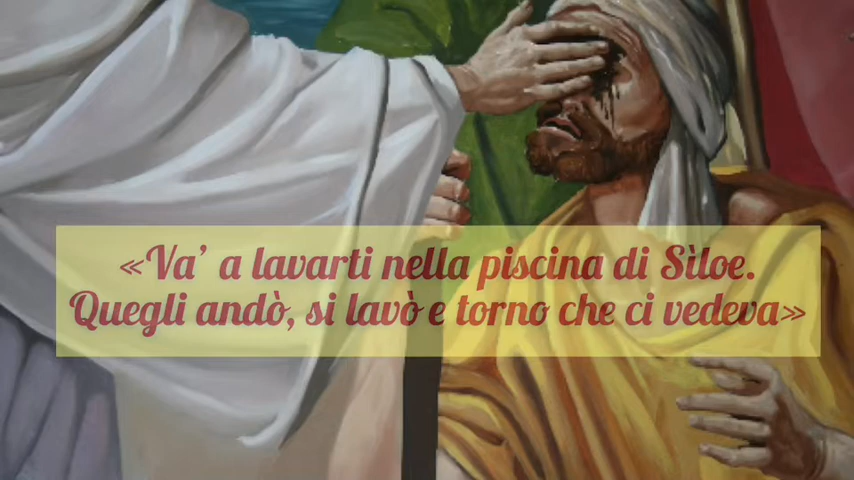 «Va’ a lavarti nella piscina di Sìloe.
Quegli andò, si lavò e torno che ci vedeva»